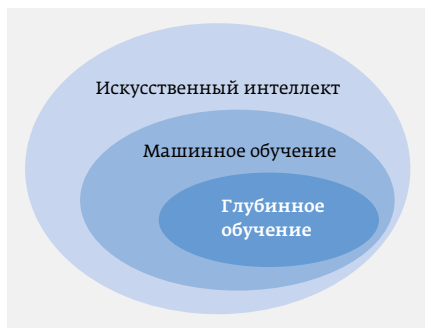 Искусственный интеллект
Машинное обучение
Глубинное
обучение